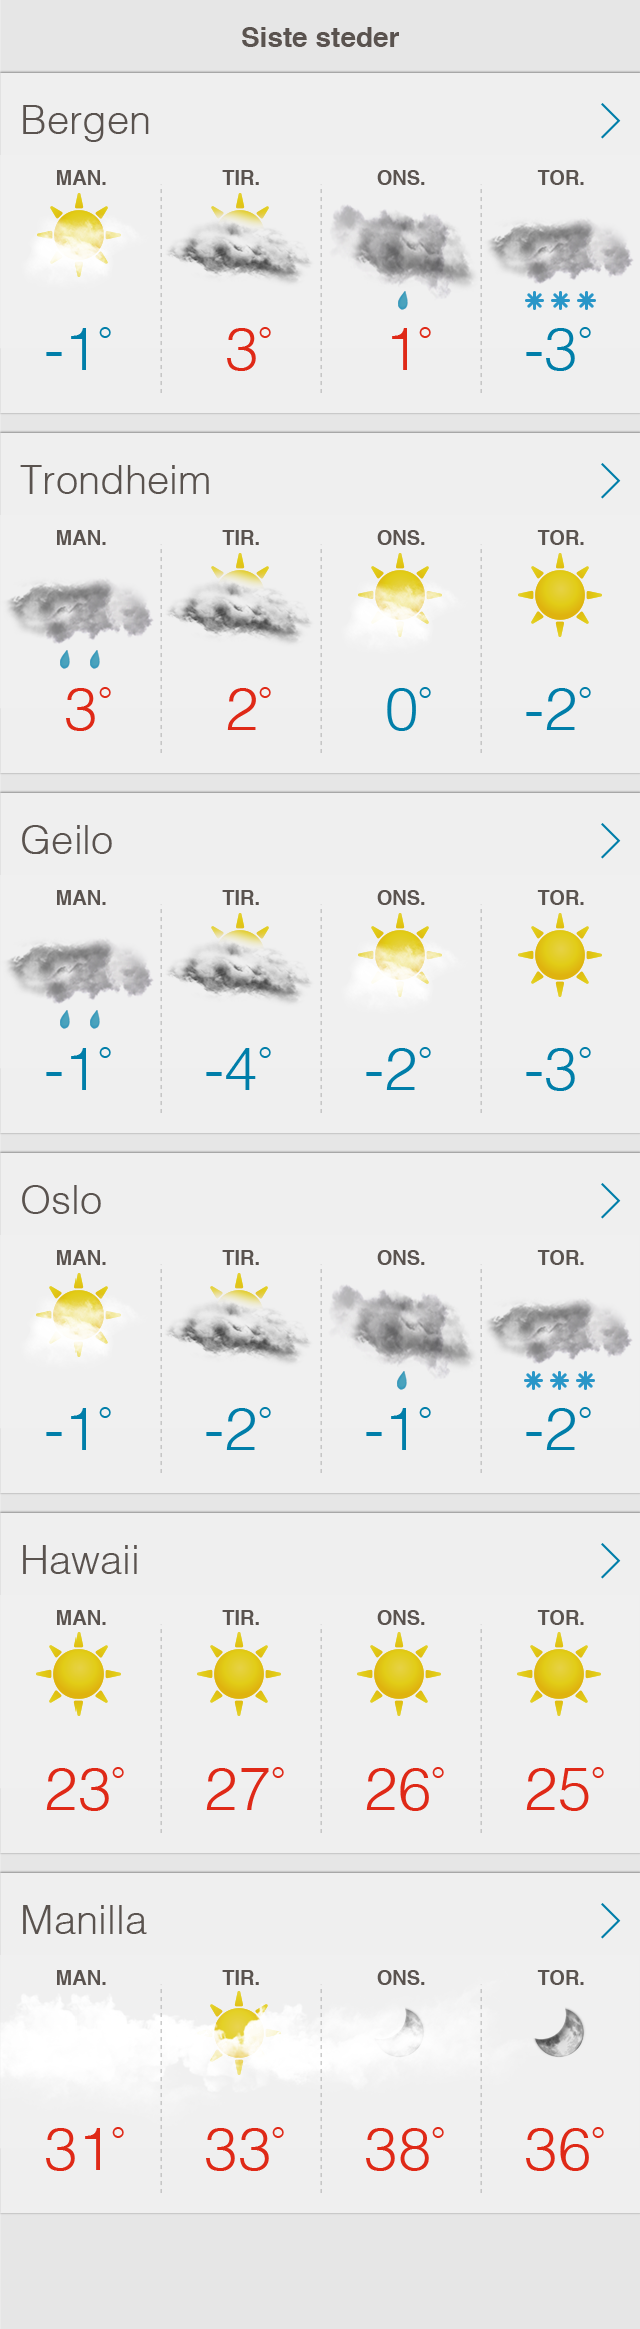 Siste steder
Bergen
MAN. TIR. ONS. TOR.
-1° 3° 1° -3°
Trondheim
MAN. TIR. ONS. TOR.
3° 2° 0° -2°
Geilo
MAN. TIR. ONS. TOR.
-1° -4° -2° -3°
Oslo
MAN. TIR. ONS. TOR.
-1° -2° -1° -2°
Hawaii
MAN. TIR. ONS. TOR.
23° 27° 26° 25°
Manilla
MAN. TIR. ONS. TOR.
31° 33° 38° 36°